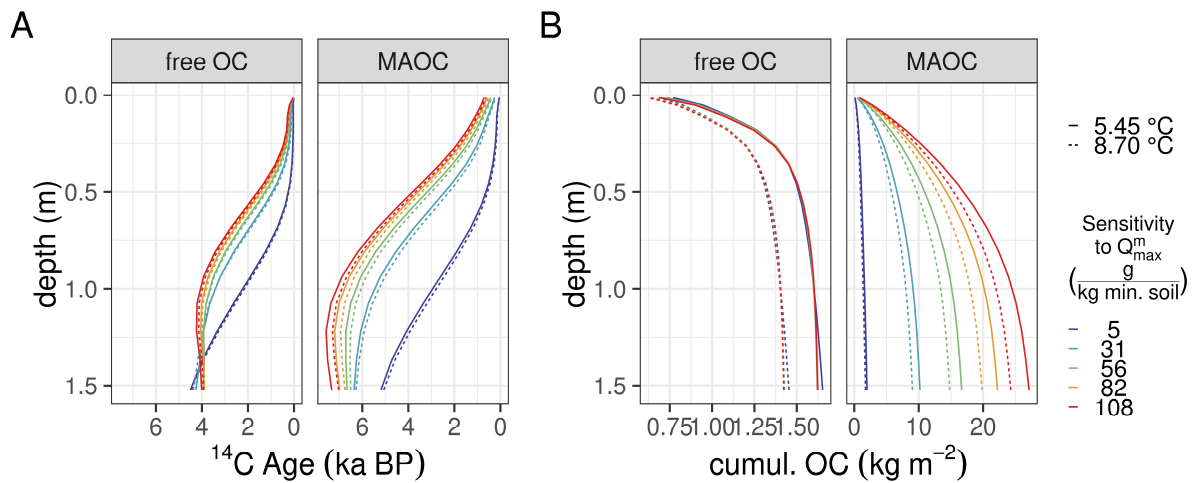 A
B
free OC
MAOC
free OC
MAOC
0.0
0.5
1.0
1.5
depth (m)
6 4 2 0
6 4 2 0
¹⁴C Age (ka BP)
0.0
0.5
1.0
1.5
depth (m)
0.75 1.00 1.25 1.50
0 10 20
cumul. OC (kg m⁻²)
5.45 °C
8.70 °C
Sensitivity
to Qᵐₘₐₓ
(g
kg min. soil)
5
31
56
82
108